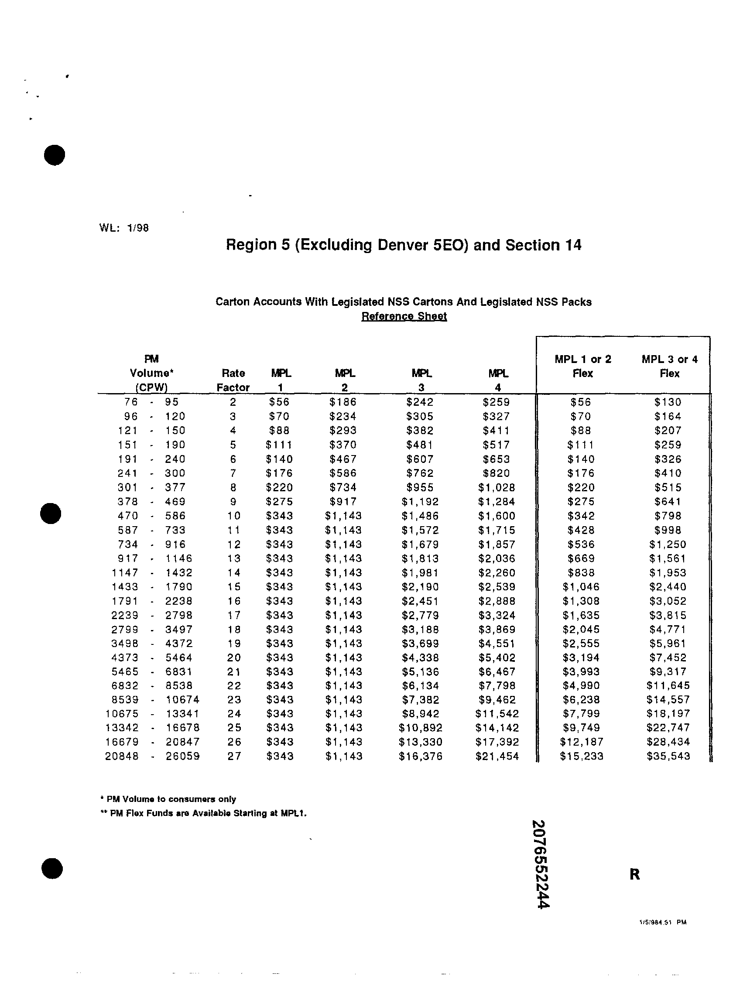 WL: 1/98
Region 5 (Excluding Denver 5EO) and Section 14
Carton Accounts With Legislated NSS Cartons And Legislated NSS Packs
Reference Sheet
PM MPL 1 or 2 MPL 3 or 4
Volume* Rate MPL MPL MPL MPL Flex Flex
(CPW) Factor 1 2 3 4
76 - 95 2 $56 $186 $242 $259 $56 $130
96 - 120 3 $70 $234 $305 $327 $70 $164
121 - 150 4 $88 $293 $382 $411 $88 $207
151 - 190 5 $111 $370 $481 $517 $111 $259
191 - 240 6 $140 $467 $607 $653 $140 $326
241 - 300 7 $176 $586 $762 $820 $176 $410
301 - 377 8 $220 $734 $955 $1,028 $220 $515
378 - 469 9 $275 $917 $1,192 $1,284 $275 $641
470 - 586 10 $343 $1,143 $1,486 $1,600 $342 $798
587 - 733 11 $343 $1,143 $1,572 $1,715 $428 $998
734 - 916 12 $343 $1,143 $1,679 $1,857 $536 $1,250
917 - 1146 13 $343 $1,143 $1,813 $2,036 $669 $1,561
1147 - 1432 14 $343 $1,143 $1,981 $2,260 $838 $1,953
1433 - 1790 15 $343 $1,143 $2,190 $2,539 $1,046 $2,440
1791 - 2238 16 $343 $1,143 $2,451 $2,888 $1,308 $3,052
2239 - 2798 17 $343 $1,143 $2,779 $3,324 $1,635 $3,815
2799 - 3497 18 $343 $1,143 $3,188 $3,869 $2,045 $4,771
3498 - 4372 19 $343 $1,143 $3,699 $4,551 $2,555 $5,961
4373 - 5464 20 $343 $1,143 $4,338 $5,402 $3,194 $7,452
5465 - 6831 21 $343 $1,143 $5,136 $6,467 $3,993 $9,317
6832 - 8538 22 $343 $1,143 $6,134 $7,798 $4,990 $11,645
8539 - 10674 23 $343 $1,143 $7,382 $9,462 $6,238 $14,557
10675 - 13341 24 $343 $1,143 $8,942 $11,542 $7,799 $18,197
13342 - 16678 25 $343 $1,143 $10,892 $14,142 $9,749 $22,747
16679 - 20847 26 $343 $1,143 $13,330 $17,392 $12,187 $28,434
20848 - 26059 27 $343 $1,143 $16,376 $21,454 $15,233 $35,543
* PM Volume to consumers only
** PM Flex Funds are Available Starting at MPL1.
2076552244
R
1/5/984:51 PM